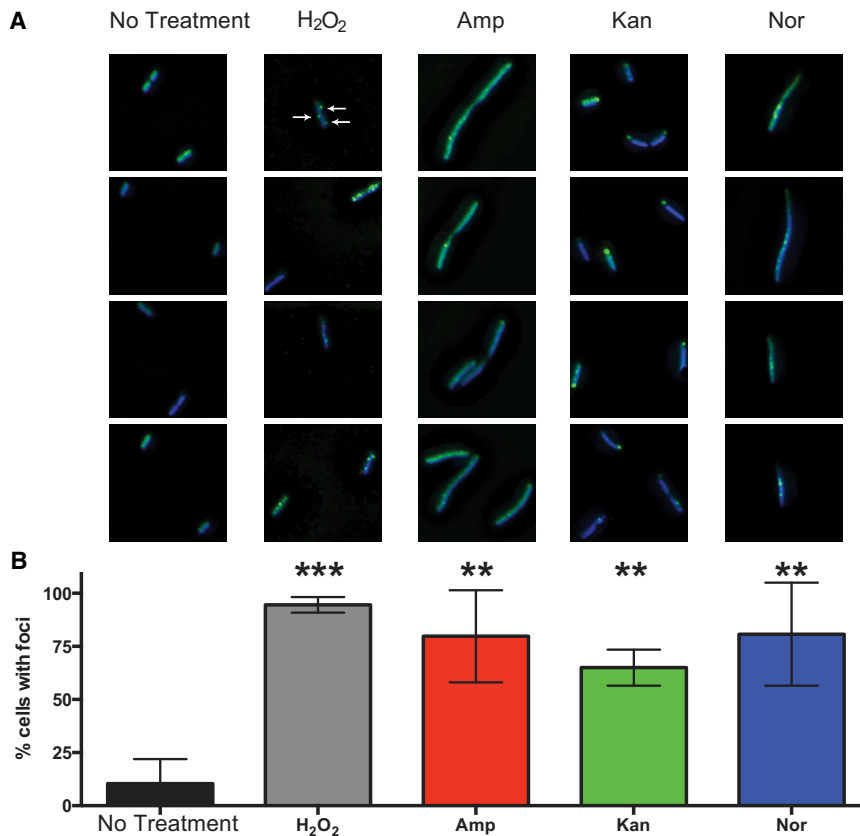 A
No Treatment H₂O₂ Amp Kan Nor
B
*** ** ** **
% cells with foci
100
75
50
25
0
No Treatment H₂O₂ Amp Kan Nor